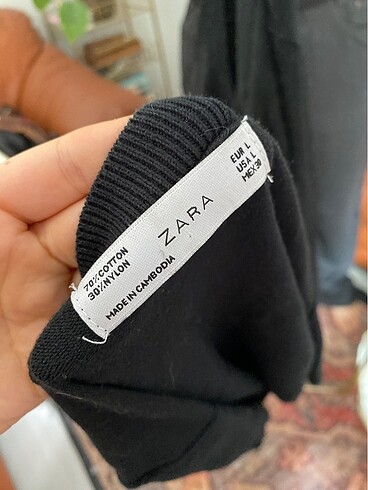 70%COTTON
30%NYLON
MADE IN CAMBODIA
ZARA
EUR L
USA L
MEX 30